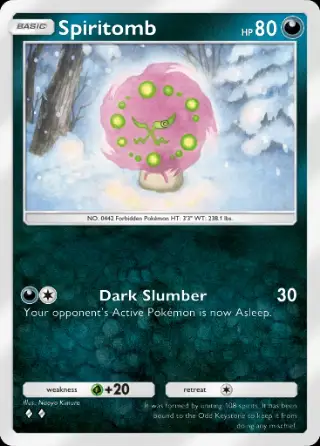 BASIC Spiritomb HP 80
NO. 0442 Forbidden Pokémon HT: 3'3" WT: 238.1 lbs.
Dark Slumber 30
Your opponent's Active Pokémon is now Asleep.
weakness +20 retreat
Illus. Naoyo Kimura
It was formed by uniting 108 spirits. It has been
bound to the Odd Keystone to keep it from
doing any mischief.